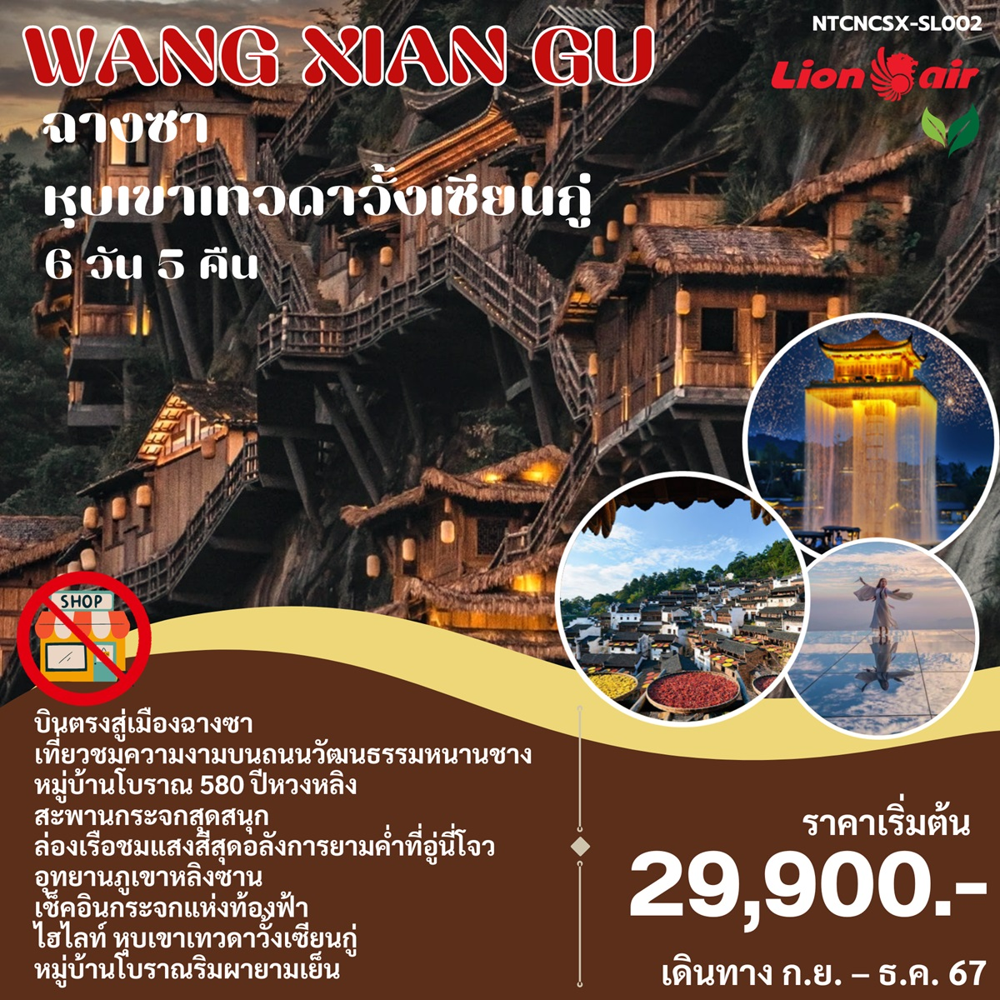 WANG XIAN GU
NTCNCSX-SL002
Lion air
ฉางซา
หุบเขาเทวดาวั้งเซียนกู่
6 วัน 5 คืน
SHOP
บินตรงสู่เมืองฉางซา
เที่ยวชมความงามบนถนนวัฒนธรรมหนานชาง
หมู่บ้านโบราณ 580 ปีหวงหลิง
สะพานกระจกสุดสนุก
ล่องเรือชมแสงสีสุดอลังการยามค่ำที่อู่นี่โจว
อุทยานภูเขาหลิงซาน
เช็คอินกระจกแห่งท้องฟ้า
ไฮไลท์ หุบเขาเทวดาวั้งเซียนกู่
หมู่บ้านโบราณริมผายามเย็น
ราคาเริ่มต้น
29,900.-
เดินทาง ก.ย. – ธ.ค. 67